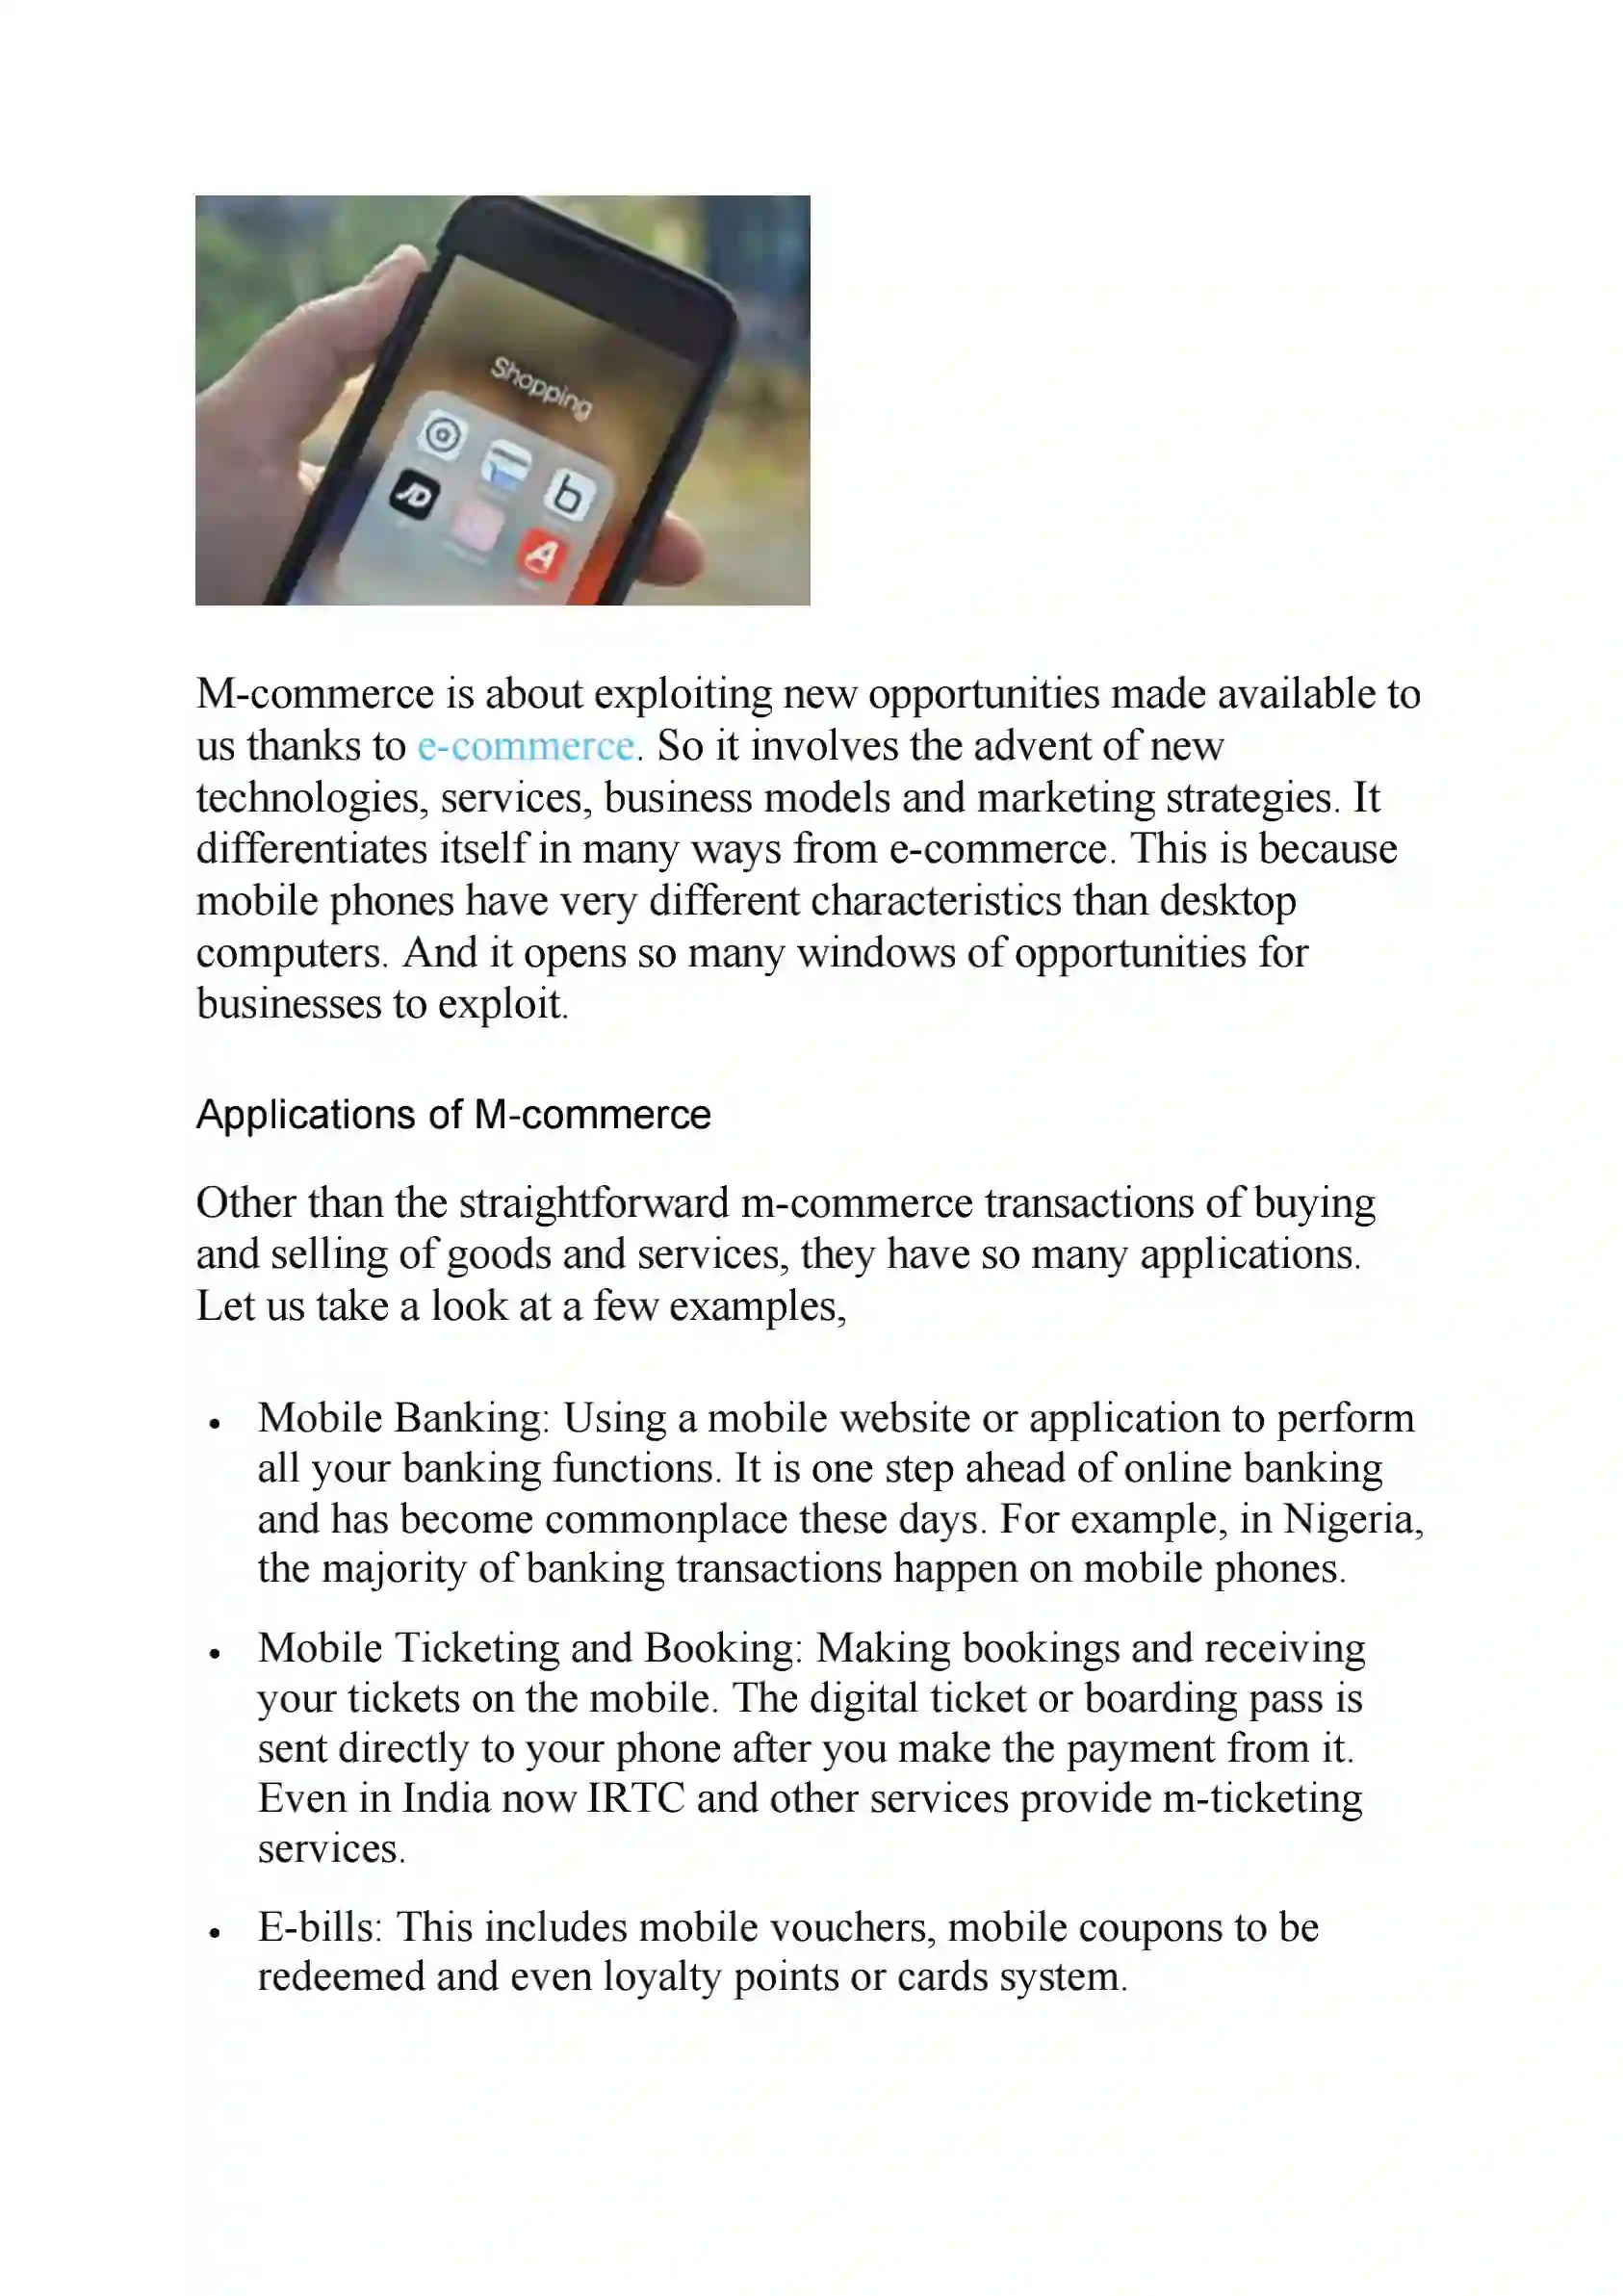 Shopping
b
JD
A
M-commerce is about exploiting new opportunities made available to
us thanks to e-commerce. So it involves the advent of new
technologies, services, business models and marketing strategies. It
differentiates itself in many ways from e-commerce. This is because
mobile phones have very different characteristics than desktop
computers. And it opens so many windows of opportunities for
businesses to exploit.
Applications of M-commerce
Other than the straightforward m-commerce transactions of buying
and selling of goods and services, they have so many applications.
Let us take a look at a few examples,
• Mobile Banking: Using a mobile website or application to perform
all your banking functions. It is one step ahead of online banking
and has become commonplace these days. For example, in Nigeria,
the majority of banking transactions happen on mobile phones.
• Mobile Ticketing and Booking: Making bookings and receiving
your tickets on the mobile. The digital ticket or boarding pass is
sent directly to your phone after you make the payment from it.
Even in India now IRTC and other services provide m-ticketing
services.
• E-bills: This includes mobile vouchers, mobile coupons to be
redeemed and even loyalty points or cards system.